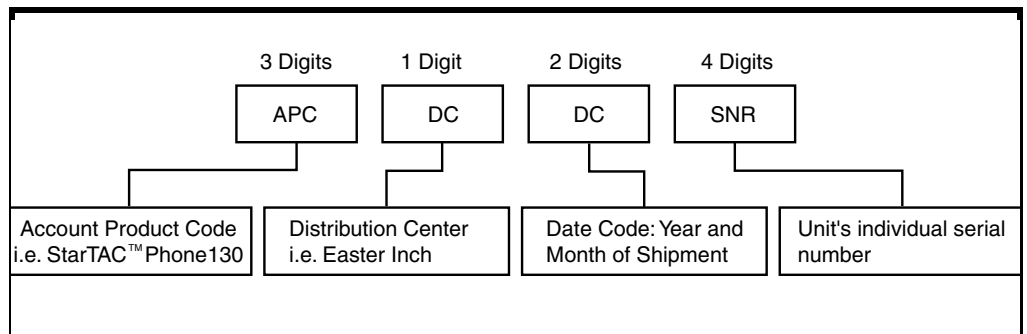 3 Digits 1 Digit 2 Digits 4 Digits
APC DC DC SNR
Account Product Code
i.e. StarTAC™Phone130
Distribution Center
i.e. Easter Inch
Date Code: Year and
Month of Shipment
Unit's individual serial
number